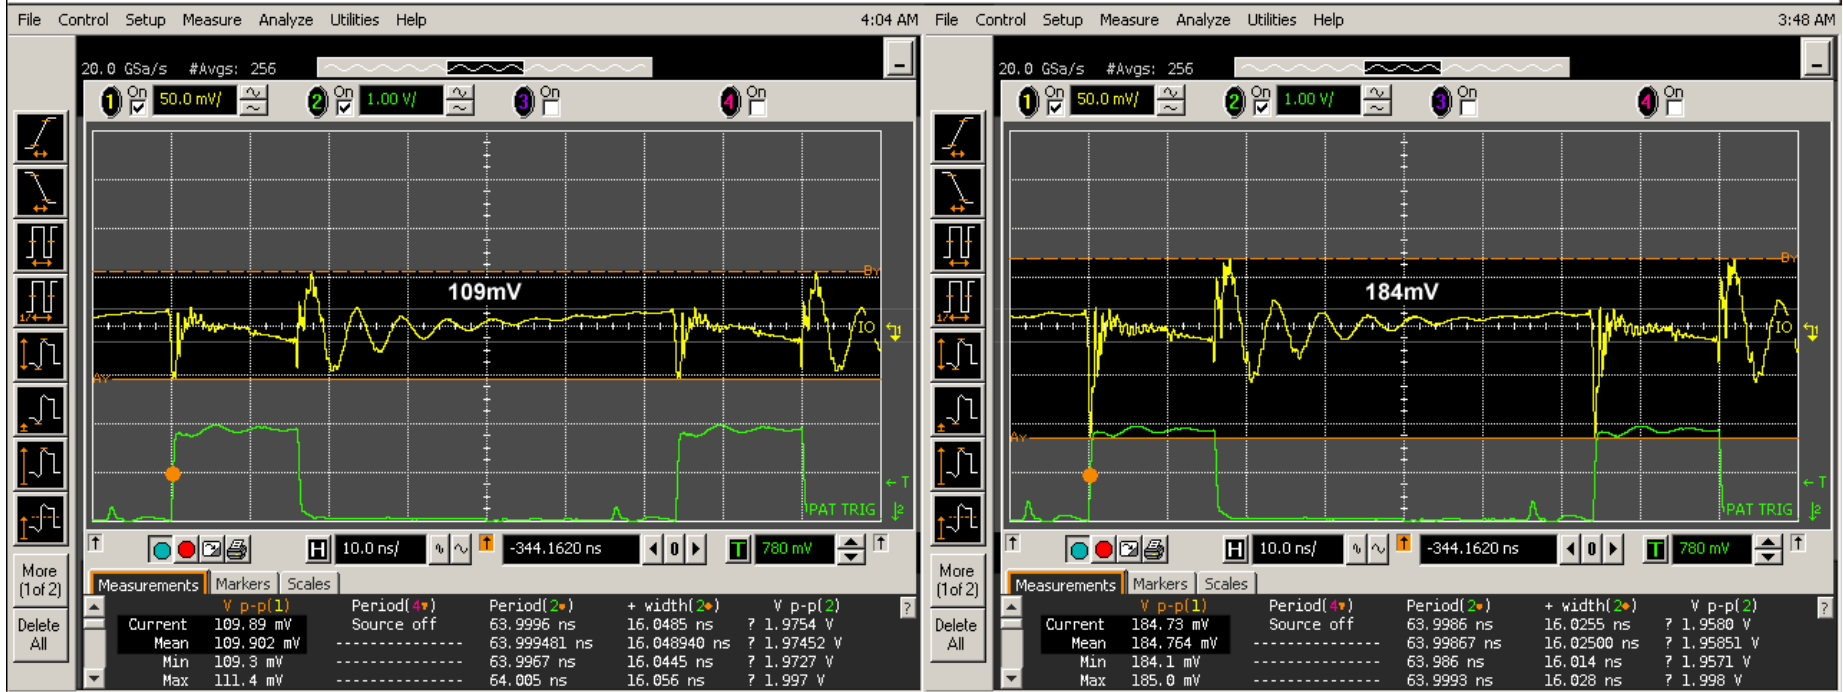 File Control Setup Measure Analyze Utilities Help 4:04 AM
20.0 GSa/s #Avgs: 256
1 On 50.0 mV/ 2 On 1.00 V/ 3 On 4 On
109mV
By
IO
1
Ay
T
PAT TRIG 2
H 10.0 ns/ -344.1620 ns 0 T 780 mV
More
(1of 2)
Delete
All
Measurements Markers Scales
V p-p(1) Period(4) Period(2) + width(2) V p-p(2) ?
Current 109.89 mV Source off 63.9996 ns 16.0485 ns ? 1.9754 V
Mean 109.902 mV -------------- 63.999481 ns 16.048940 ns ? 1.97452 V
Min 109.3 mV -------------- 63.9967 ns 16.0445 ns ? 1.9727 V
Max 111.4 mV -------------- 64.005 ns 16.056 ns ? 1.997 V
File Control Setup Measure Analyze Utilities Help 3:48 AM
20.0 GSa/s #Avgs: 256
1 On 50.0 mV/ 2 On 1.00 V/ 3 On 4 On
184mV
By
IO
1
Ay
T
PAT TRIG 2
H 10.0 ns/ -344.1620 ns 0 T 780 mV
More
(1of 2)
Delete
All
Measurements Markers Scales
V p-p(1) Period(4) Period(2) + width(2) V p-p(2) ?
Current 184.73 mV Source off 63.9986 ns 16.0255 ns ? 1.9580 V
Mean 184.764 mV -------------- 63.99867 ns 16.02500 ns ? 1.95851 V
Min 184.1 mV -------------- 63.986 ns 16.014 ns ? 1.9571 V
Max 185.0 mV -------------- 63.9993 ns 16.028 ns ? 1.998 V